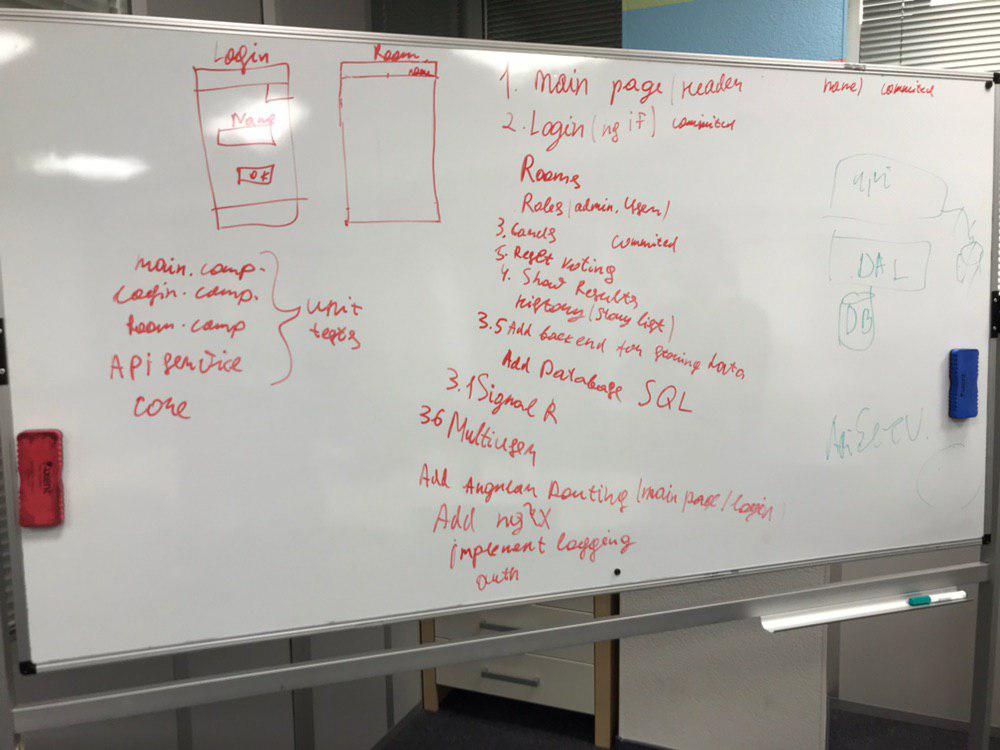 Login
Name
OK
Room
name
main.comp.
Login.comp.
Room.comp
API service
core
unit
tests
1. Main page / Header name) commited
2. Login (ng if) commited
Rooms
Roles (admin, user)
3. Cards commited
5. Reset voting
4. Show Results
History (Story list)
3.5 Add backend for storing data
Add Database SQL
3.1 Signal R
3.6 Multiuser
Add Angular Routing (main page / login)
Add ngrx
implement logging
auth
api
DAL
DB